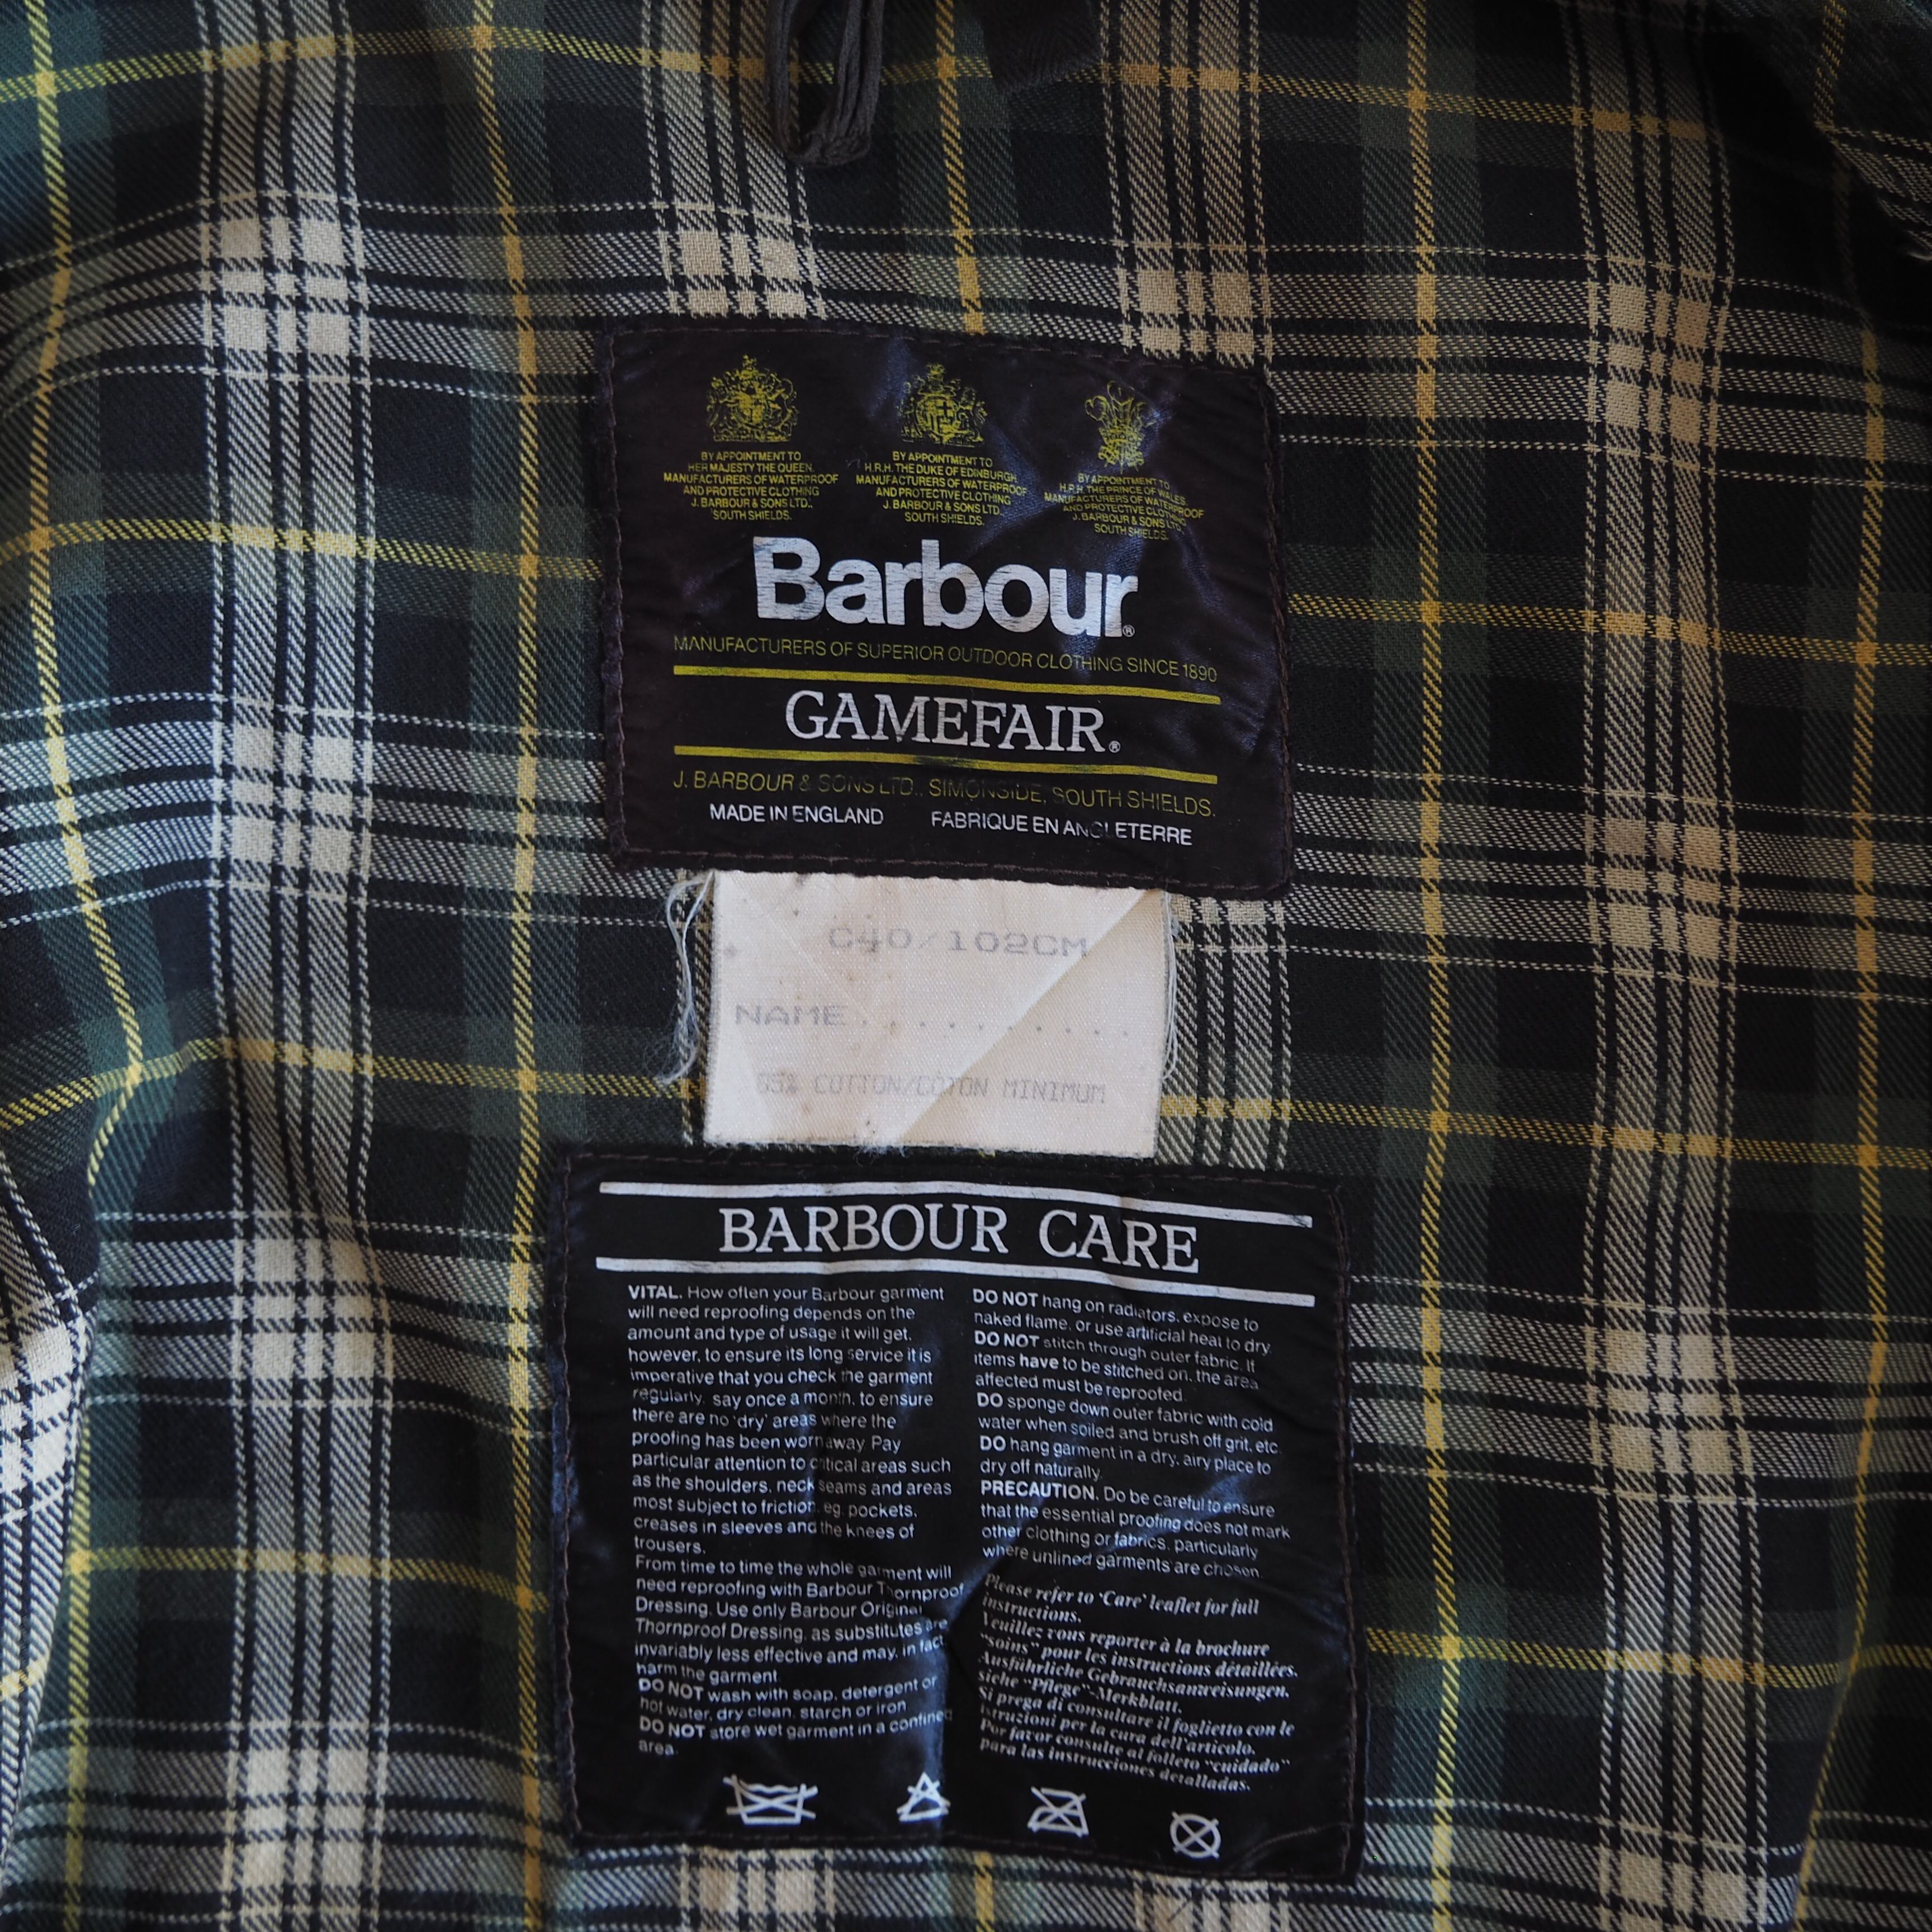 BY APPOINTMENT TO
HER MAJESTY THE QUEEN.
MANUFACTURERS OF WATERPROOF
AND PROTECTIVE CLOTHING
J. BARBOUR & SONS LTD.,
SOUTH SHIELDS.
BY APPOINTMENT TO
H.R.H. THE DUKE OF EDINBURGH
MANUFACTURERS OF WATERPROOF
AND PROTECTIVE CLOTHING
J. BARBOUR & SONS LTD.
SOUTH SHIELDS.
BY APPOINTMENT TO
H.R.H. THE PRINCE OF WALES
MANUFACTURERS OF WATERPROOF
AND PROTECTIVE CLOTHING
J. BARBOUR & SONS LTD.
SOUTH SHIELDS.
Barbour®
MANUFACTURERS OF SUPERIOR OUTDOOR CLOTHING SINCE 1890
GAMEFAIR®
J. BARBOUR & SONS LTD., SIMONSIDE, SOUTH SHIELDS.
MADE IN ENGLAND FABRIQUE EN ANGLETERRE
C40/102CM
NAME..........
COTTON/COTON MINIMUM
BARBOUR CARE
VITAL. How often your Barbour garment
will need reproofing depends on the
amount and type of usage it will get,
however, to ensure its long service it is
imperative that you check the garment
regularly, say once a month, to ensure
there are no 'dry' areas where the
proofing has been worn away. Pay
particular attention to critical areas such
as the shoulders, neck seams and areas
most subject to friction, eg. pockets,
creases in sleeves and the knees of
trousers.
From time to time the whole garment will
need reproofing with Barbour Thornproof
Dressing. Use only Barbour Original
Thornproof Dressing, as substitutes are
invariably less effective and may, in fact
harm the garment.
DO NOT wash with soap, detergent or
hot water, dry clean, starch or iron.
DO NOT store wet garment in a confined
area.
DO NOT hang on radiators, expose to
naked flame, or use artificial heat to dry.
DO NOT stitch through outer fabric. If
items have to be stitched on, the area
affected must be reproofed.
DO sponge down outer fabric with cold
water when soiled and brush off grit, etc.
DO hang garment in a dry, airy place to
dry off naturally.
PRECAUTION. Do be careful to ensure
that the essential proofing does not mark
other clothing or fabrics, particularly
where unlined garments are chosen.
Please refer to 'Care' leaflet for full
instructions.
Veuillez vous reporter à la brochure
"soins" pour les instructions détaillées.
Ausführliche Gebrauchsanweisungen,
siehe "Pflege"-Merkblatt.
Si prega di consultare il foglietto con le
istruzioni per la cura dell'articolo.
Por favor consulte al folleto "cuidado"
para las instrucciones detalladas.